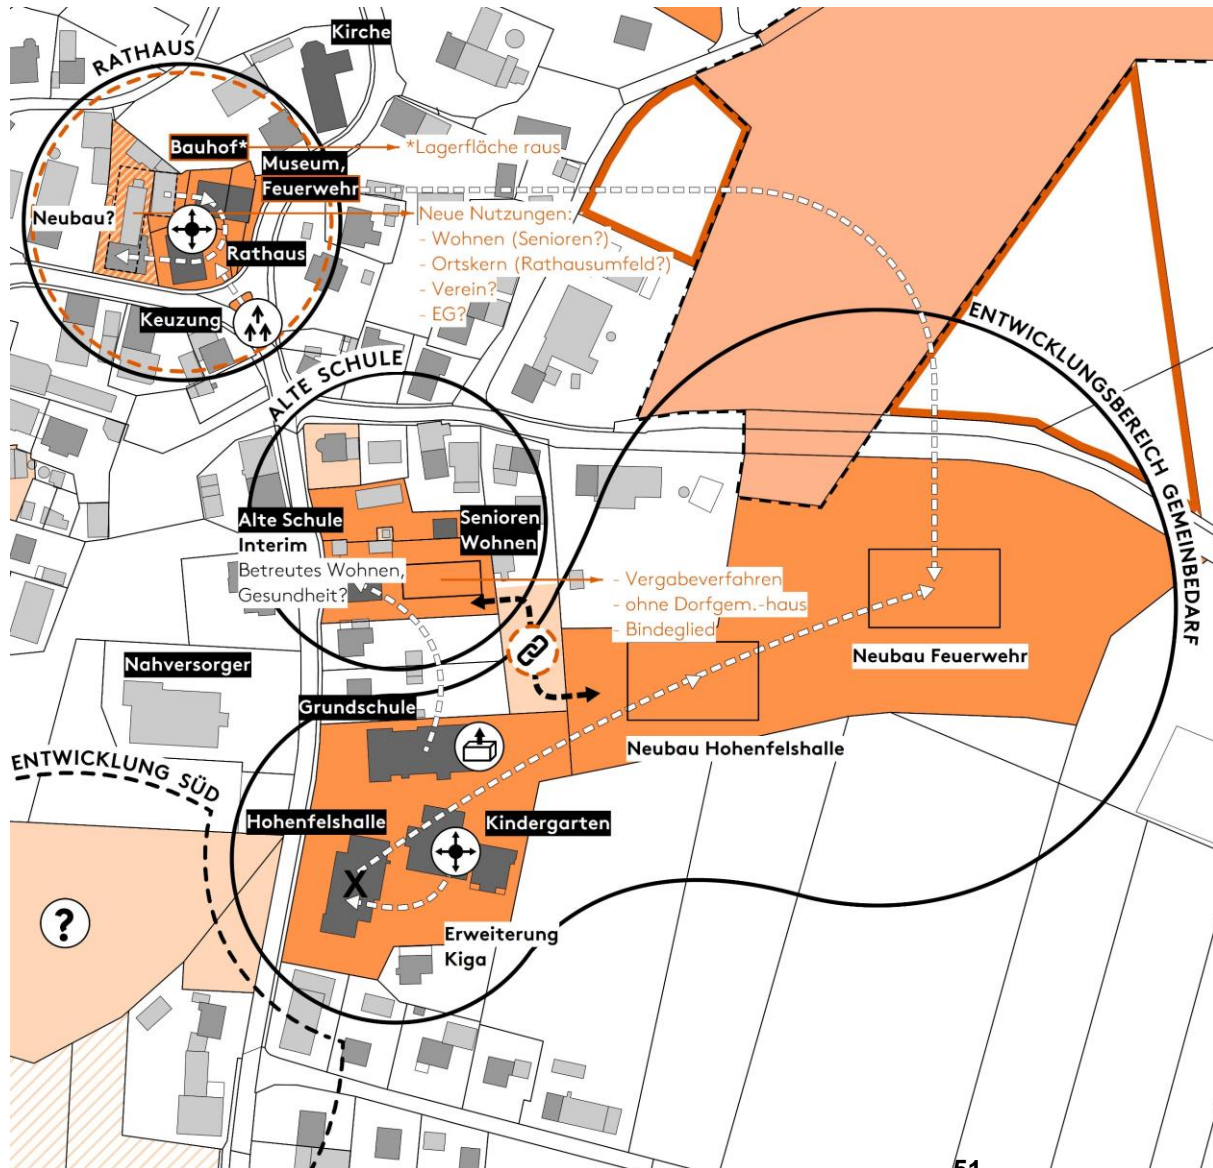 Kirche
RATHAUS
Bauhof*
*Lagerfläche raus
Museum,
Feuerwehr
Neubau?
Neue Nutzungen:
- Wohnen (Senioren?)
- Ortskern (Rathausumfeld?)
- Verein?
- EG?
Rathaus
Keuzung
ENTWICKLUNGSBEREICH GEMEINBEDARF
ALTE SCHULE
Alte Schule
Interim
Betreutes Wohnen,
Gesundheit?
Senioren
Wohnen
- Vergabeverfahren
- ohne Dorfgem.-haus
- Bindeglied
Neubau Feuerwehr
Nahversorger
Grundschule
Neubau Hohenfelshalle
ENTWICKLUNG SÜD
Hohenfelshalle
Kindergarten
X
?
Erweiterung
Kiga
51